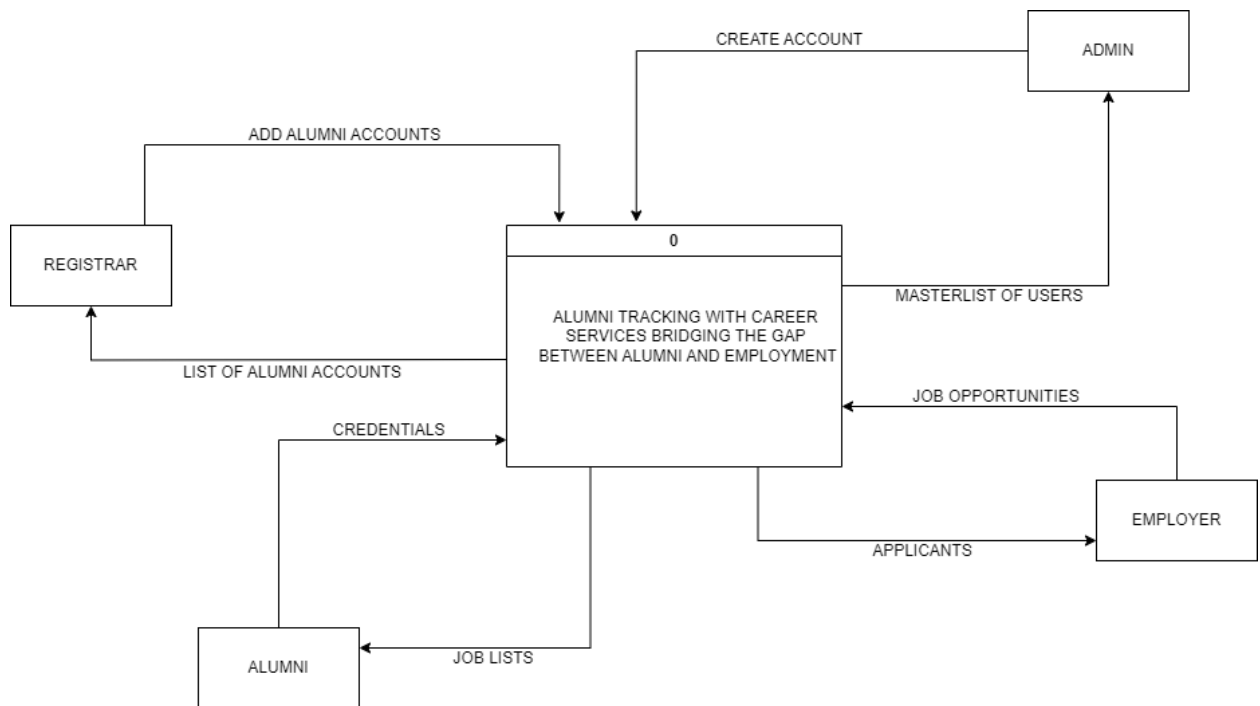 CREATE ACCOUNT
ADMIN
ADD ALUMNI ACCOUNTS
REGISTRAR
0
ALUMNI TRACKING WITH CAREER
SERVICES BRIDGING THE GAP
BETWEEN ALUMNI AND EMPLOYMENT
MASTERLIST OF USERS
LIST OF ALUMNI ACCOUNTS
JOB OPPORTUNITIES
CREDENTIALS
EMPLOYER
APPLICANTS
JOB LISTS
ALUMNI